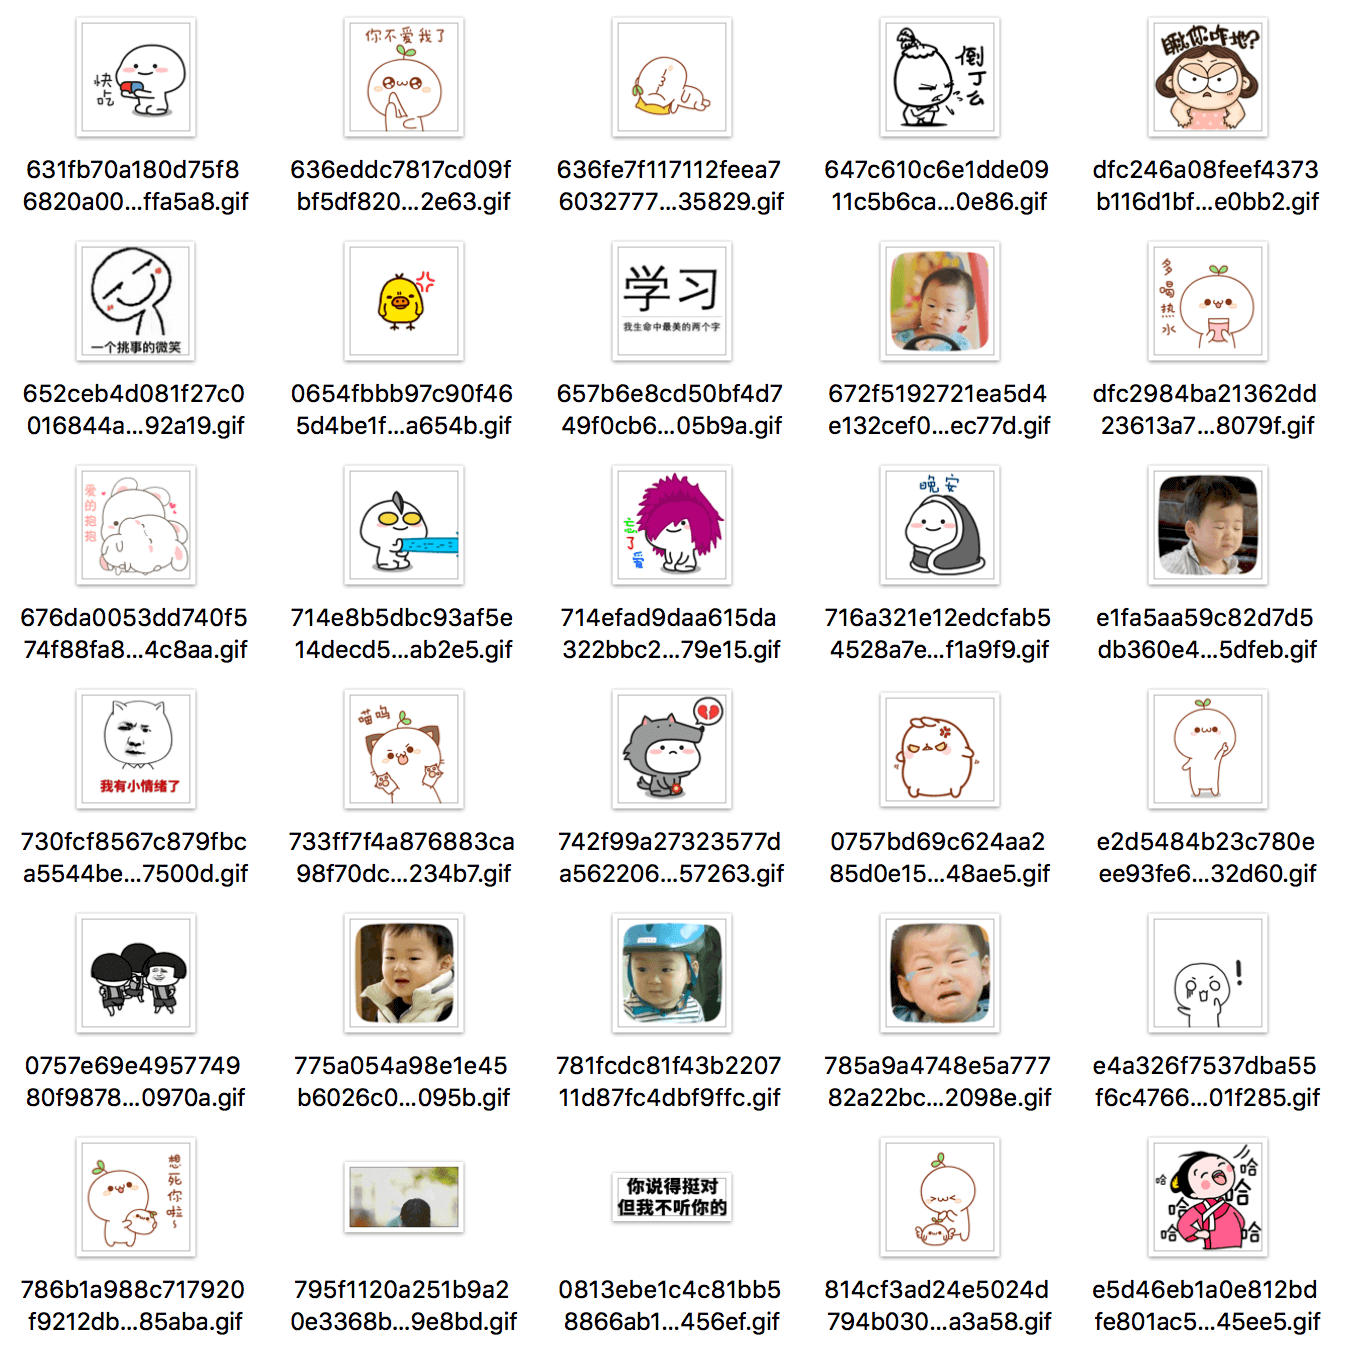 快吃
你不爱我了
倒了么
瞅你咋地?
631fb70a180d75f8
6820a00...ffa5a8.gif
636eddc7817cd09f
bf5df820...2e63.gif
636fe7f117112feea7
6032777...35829.gif
647c610c6e1dde09
11c5b6ca...0e86.gif
dfc246a08feef4373
b116d1bf...e0bb2.gif
一个挑事的微笑
学习
我生命中最美的两个字
多喝热水
652ceb4d081f27c0
016844a...92a19.gif
0654fbbb97c90f46
5d4be1f...a654b.gif
657b6e8cd50bf4d7
49f0cb6...05b9a.gif
672f5192721ea5d4
e132cef0...ec77d.gif
dfc2984ba21362dd
23613a7...8079f.gif
爱的抱抱
忘了爱
晚安
676da0053dd740f5
74f88fa8...4c8aa.gif
714e8b5dbc93af5e
14decd5...ab2e5.gif
714efad9daa615da
322bbc2...79e15.gif
716a321e12edcfab5
4528a7e...f1a9f9.gif
e1fa5aa59c82d7d5
db360e4...5dfeb.gif
我有小情绪了
喵呜
730fcf8567c879fbc
a5544be...7500d.gif
733ff7f4a876883ca
98f70dc...234b7.gif
742f99a27323577d
a562206...57263.gif
0757bd69c624aa2
85d0e15...48ae5.gif
e2d5484b23c780e
ee93fe6...32d60.gif
!
0757e69e4957749
80f9878...0970a.gif
775a054a98e1e45
b6026c0...095b.gif
781fcdc81f43b2207
11d87fc4dbf9ffc.gif
785a9a4748e5a777
82a22bc...2098e.gif
e4a326f7537dba55
f6c4766...01f285.gif
想死你啦~
你说得挺对
但我不听你的
哈哈哈哈哈哈
786b1a988c717920
f9212db...85aba.gif
795f1120a251b9a2
0e3368b...9e8bd.gif
0813ebe1c4c81bb5
8866ab1...456ef.gif
814cf3ad24e5024d
794b030...a3a58.gif
e5d46eb1a0e812bd
fe801ac5...45ee5.gif